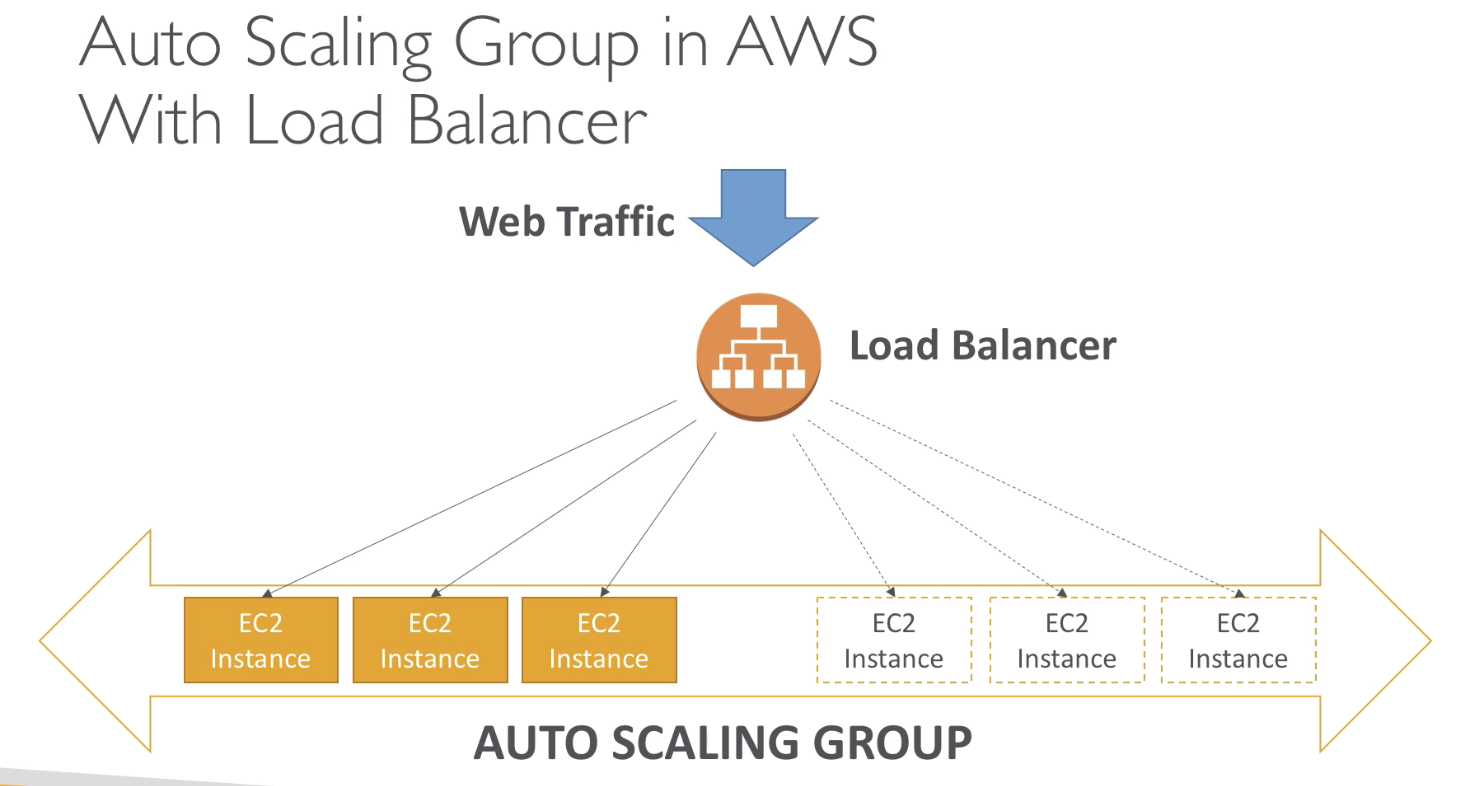 Auto Scaling Group in AWS
With Load Balancer
Web Traffic
Load Balancer
EC2
Instance
EC2
Instance
EC2
Instance
EC2
Instance
EC2
Instance
EC2
Instance
AUTO SCALING GROUP